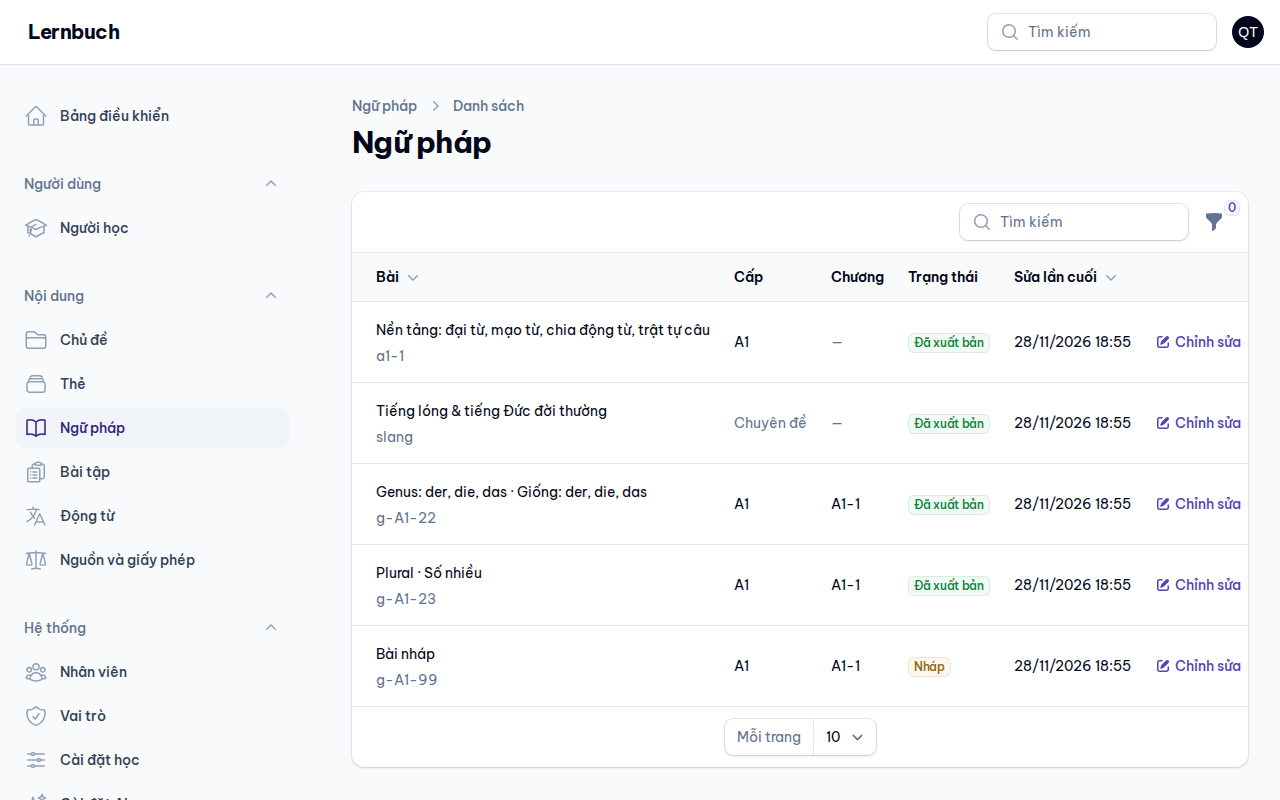 Lernbuch
Tìm kiếm
QT
Bảng điều khiển
Người dùng
Người học
Nội dung
Chủ đề
Thẻ
Ngữ pháp
Bài tập
Động từ
Nguồn và giấy phép
Hệ thống
Nhân viên
Vai trò
Cài đặt học
Ngữ pháp Danh sách
Ngữ pháp
Tìm kiếm
0
Bài Cấp Chương Trạng thái Sửa lần cuối
Nền tảng: đại từ, mạo từ, chia động từ, trật tự câu
a1-1
A1 — Đã xuất bản 28/11/2026 18:55 Chỉnh sửa
Tiếng lóng & tiếng Đức đời thường
slang
Chuyên đề — Đã xuất bản 28/11/2026 18:55 Chỉnh sửa
Genus: der, die, das · Giống: der, die, das
g-A1-22
A1 A1-1 Đã xuất bản 28/11/2026 18:55 Chỉnh sửa
Plural · Số nhiều
g-A1-23
A1 A1-1 Đã xuất bản 28/11/2026 18:55 Chỉnh sửa
Bài nháp
g-A1-99
A1 A1-1 Nháp 28/11/2026 18:55 Chỉnh sửa
Mỗi trang 10